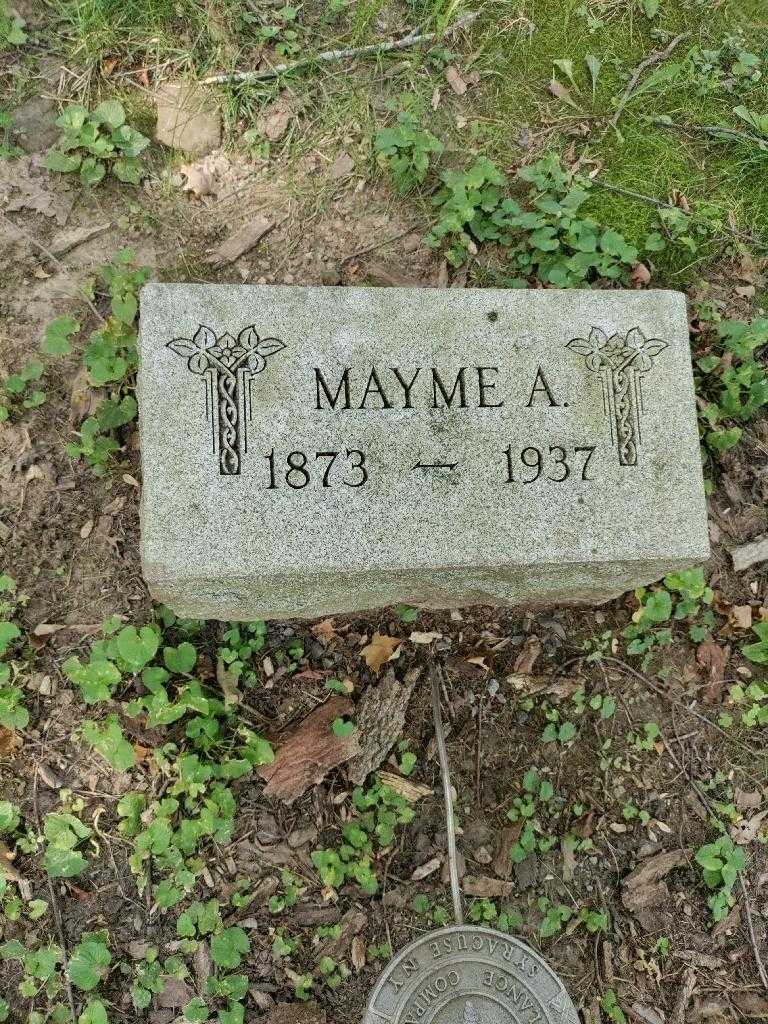 MAYME A.
1873 — 1937
SYRACUSE N.Y.